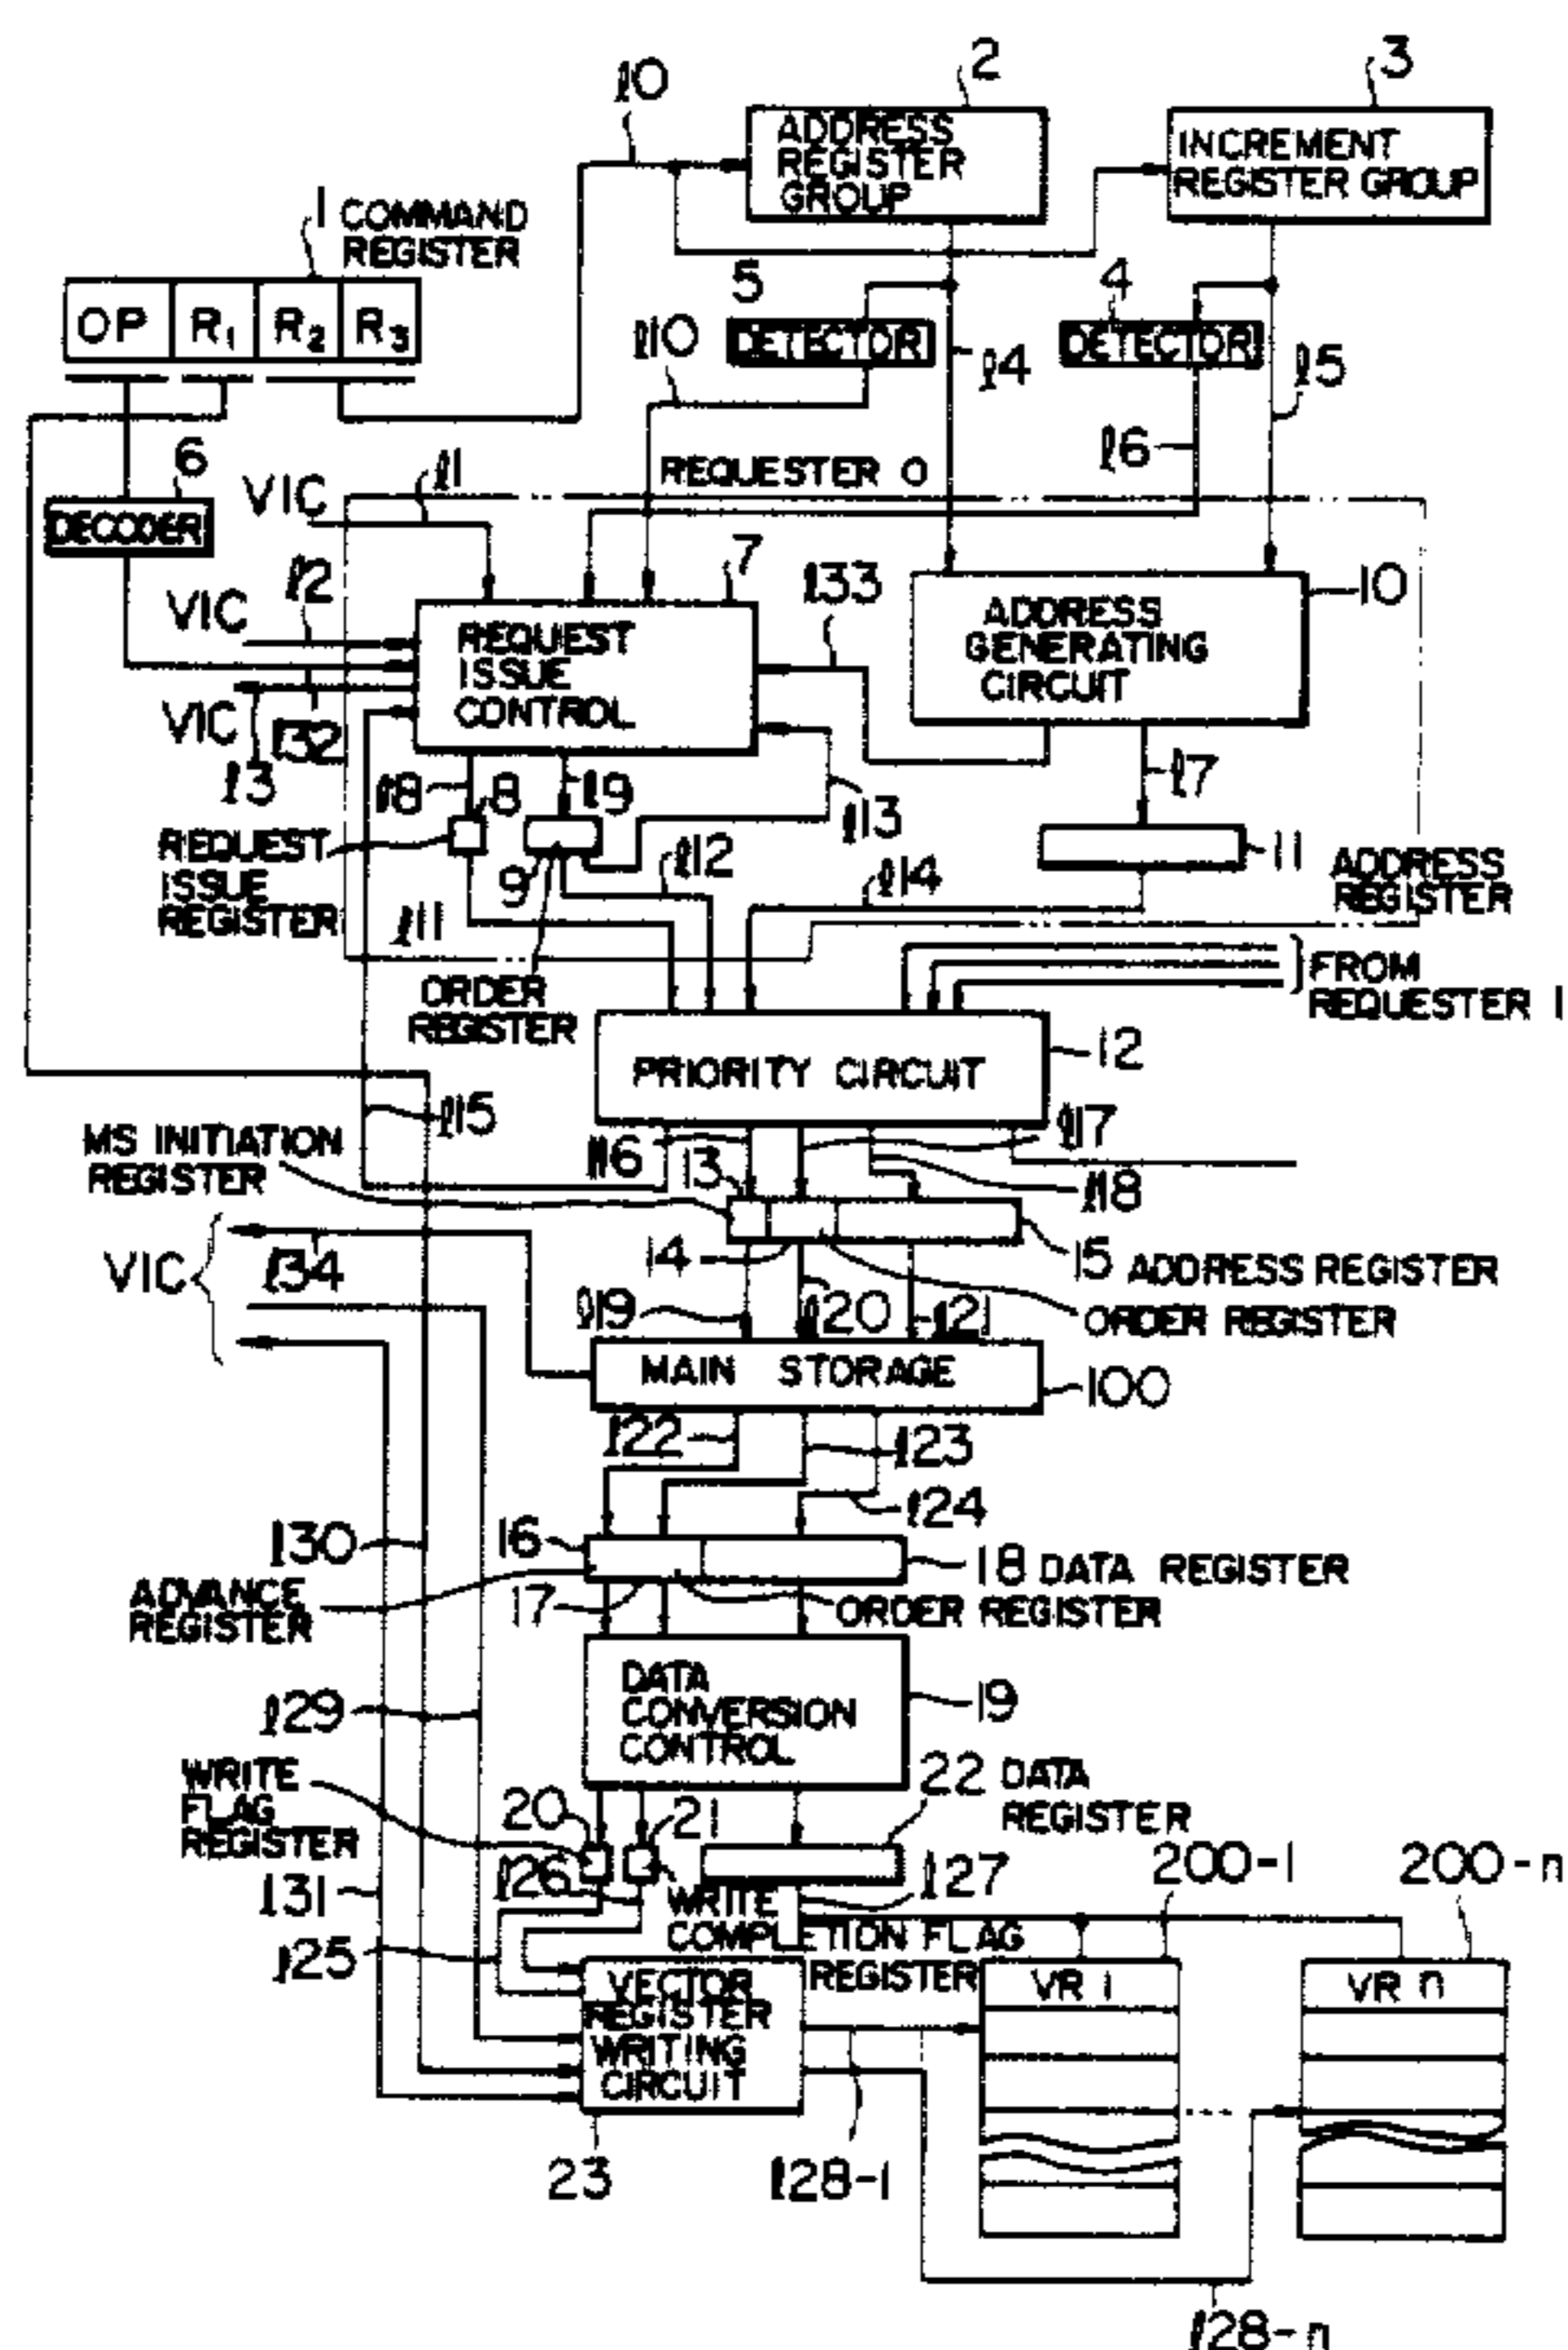 2
3
l0
ADDRESS
REGISTER
GROUP
INCREMENT
REGISTER GROUP
1 COMMAND
REGISTER
OP R1 R2 R3
5
4
DETECTOR
DETECTOR
l10
l4
l5
l6
6
DECODER
REQUESTER 0
VIC
l1
7
l33
10
VIC
l2
REQUEST
ISSUE
CONTROL
ADDRESS
GENERATING
CIRCUIT
VIC
l32
l3
l8
8
l9
l13
l7
REQUEST
ISSUE
REGISTER
9
l12
l14
11
ADDRESS
REGISTER
l11
ORDER
REGISTER
FROM
REQUESTER 1
PRIORITY CIRCUIT
12
l15
MS INITIATION
REGISTER
l16
13
l17
l18
VIC
l34
14
15 ADDRESS REGISTER
l19
l20
l21
ORDER REGISTER
MAIN STORAGE
100
l22
l23
l24
l30
16
18 DATA REGISTER
ADVANCE
REGISTER
17
ORDER REGISTER
DATA
CONVERSION
CONTROL
19
l29
WRITE
FLAG
REGISTER
20
21
22 DATA
REGISTER
l26
l27
200-1
200-n
l31
WRITE
COMPLETION FLAG
REGISTER
l25
VECTOR
REGISTER
WRITING
CIRCUIT
VR 1
VR n
23
l28-1
l28-n